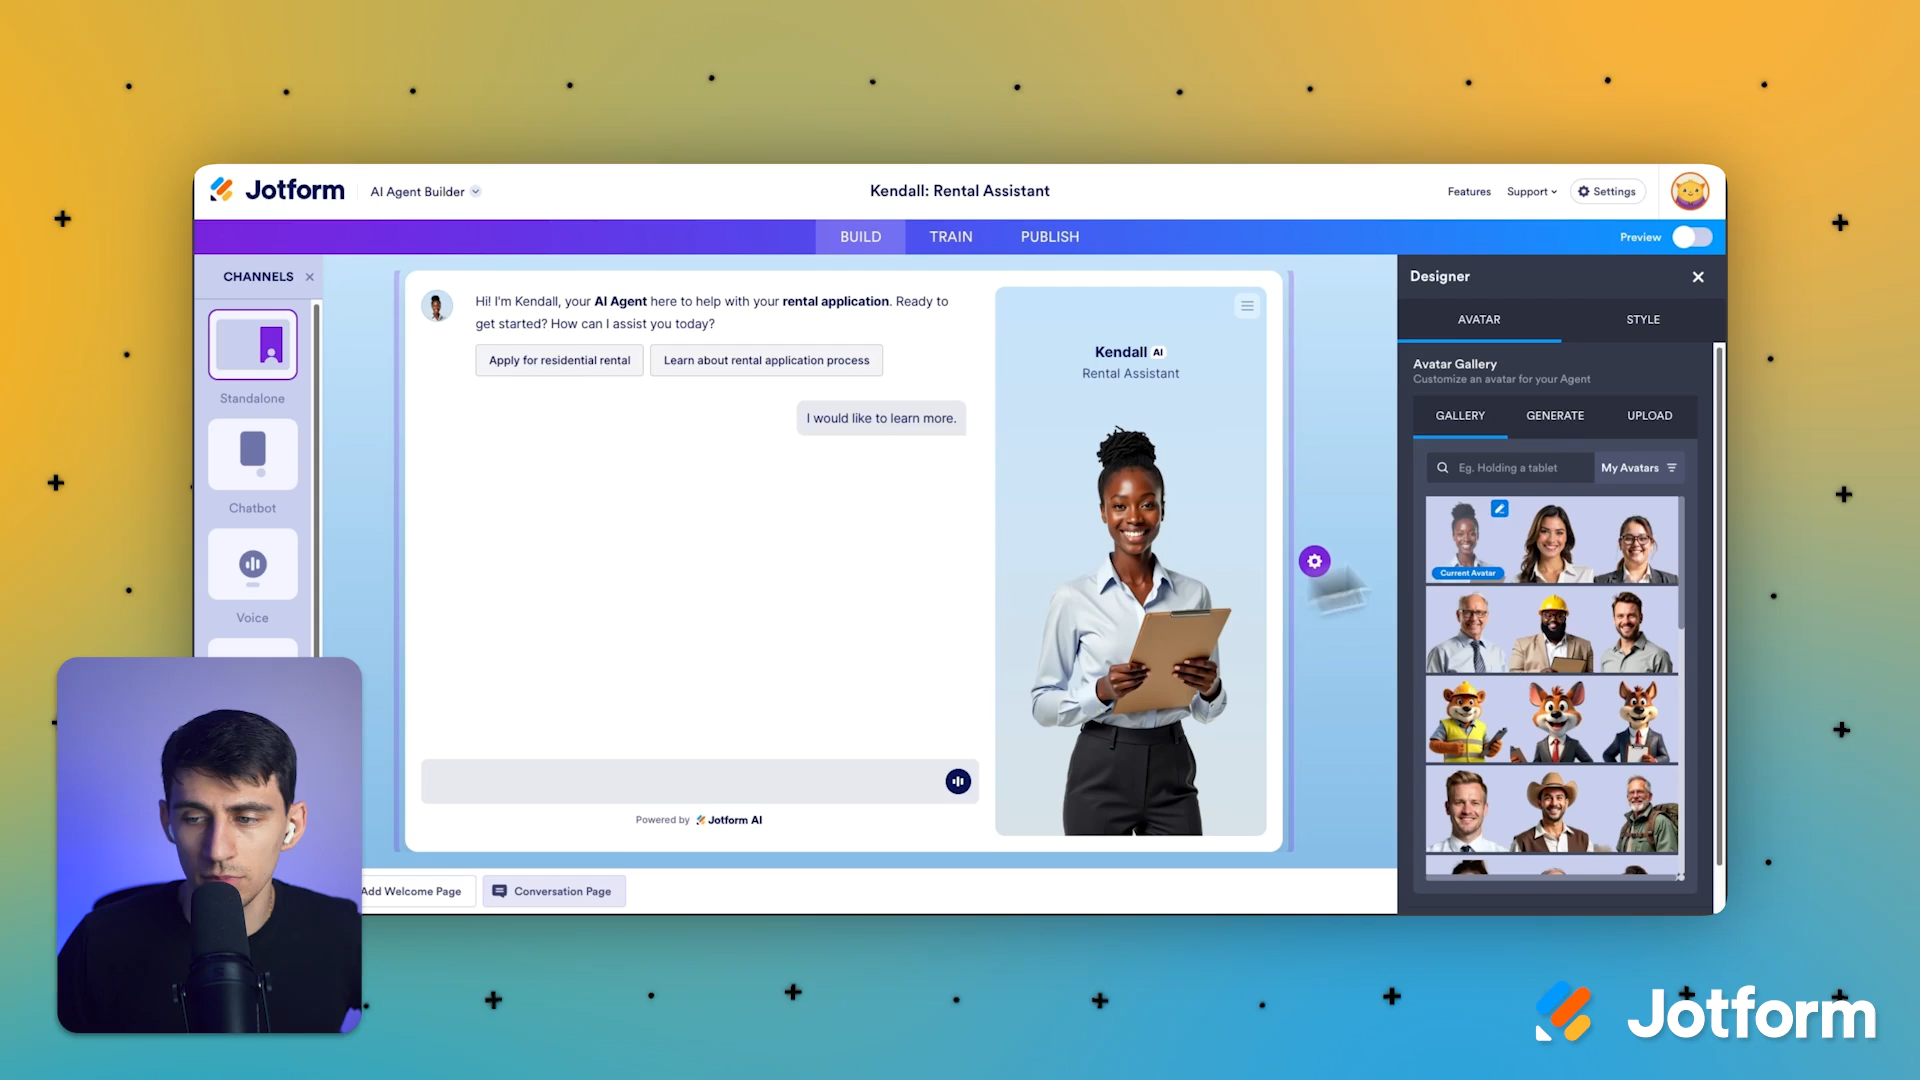 Jotform
AI Agent Builder
Kendall: Rental Assistant
Features
Support
Settings
BUILD
TRAIN
PUBLISH
Preview
CHANNELS
Standalone
Chatbot
Voice
Hi! I'm Kendall, your AI Agent here to help with your rental application. Ready to
get started? How can I assist you today?
Apply for residential rental
Learn about rental application process
I would like to learn more.
Powered by Jotform AI
Kendall AI
Rental Assistant
Add Welcome Page
Conversation Page
Designer
AVATAR
STYLE
Avatar Gallery
Customize an avatar for your Agent
GALLERY
GENERATE
UPLOAD
Eg. Holding a tablet
My Avatars
Current Avatar
Jotform